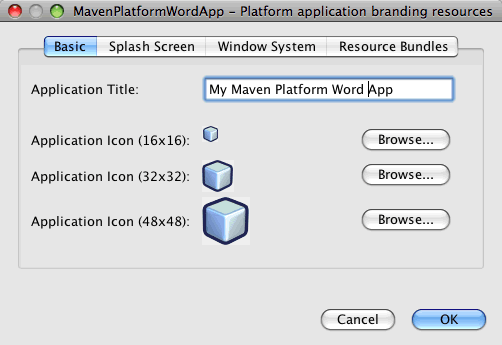 MavenPlatformWordApp – Platform application branding resources
Basic Splash Screen Window System Resource Bundles
Application Title: My Maven Platform Word App
Application Icon (16x16): Browse...
Application Icon (32x32): Browse...
Application Icon (48x48): Browse...
Cancel OK